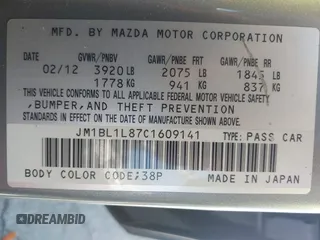 MFD. BY MAZDA MOTOR CORPORATION
GVWR/PNBV GAWR/PNBE FRT GAWR/PNBE RR
02/12 3920 LB 2075 LB 1845 LB
1778 KG 941 KG 837 KG
THIS VEHICLE CONFORMS TO ALL APPLICABLE
FEDERAL MOTOR VEHICLE SAFETY
,BUMPER,AND THEFT PREVENTION
STANDARDS IN EFFECT ON THE DATE OF
MANUFACTURE SHOWN ABOVE.
JM1BL1L87C1609141 TYPE: PASS CAR
BODY COLOR CODE:38P MADE IN JAPAN
DREAMBID